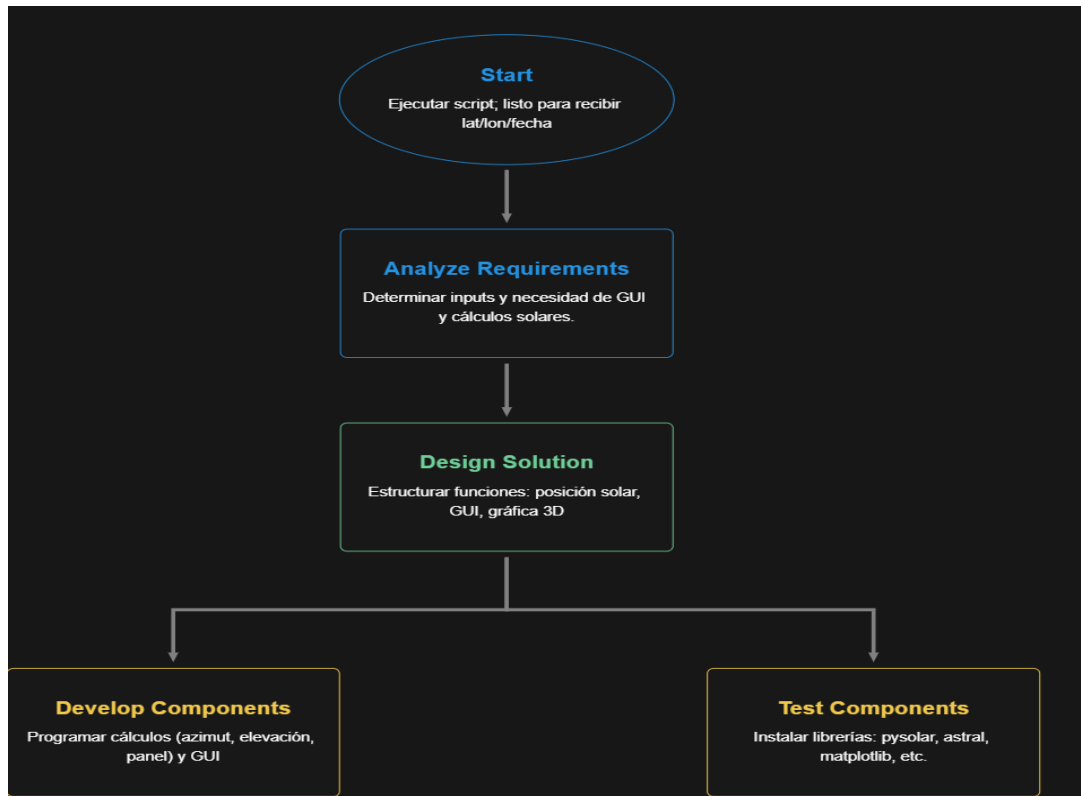 Start
Ejecutar script; listo para recibir
lat/lon/fecha
Analyze Requirements
Determinar inputs y necesidad de GUI
y cálculos solares.
Design Solution
Estructurar funciones: posición solar,
GUI, gráfica 3D
Develop Components
Programar cálculos (azimut, elevación,
panel) y GUI
Test Components
Instalar librerías: pysolar, astral,
matplotlib, etc.